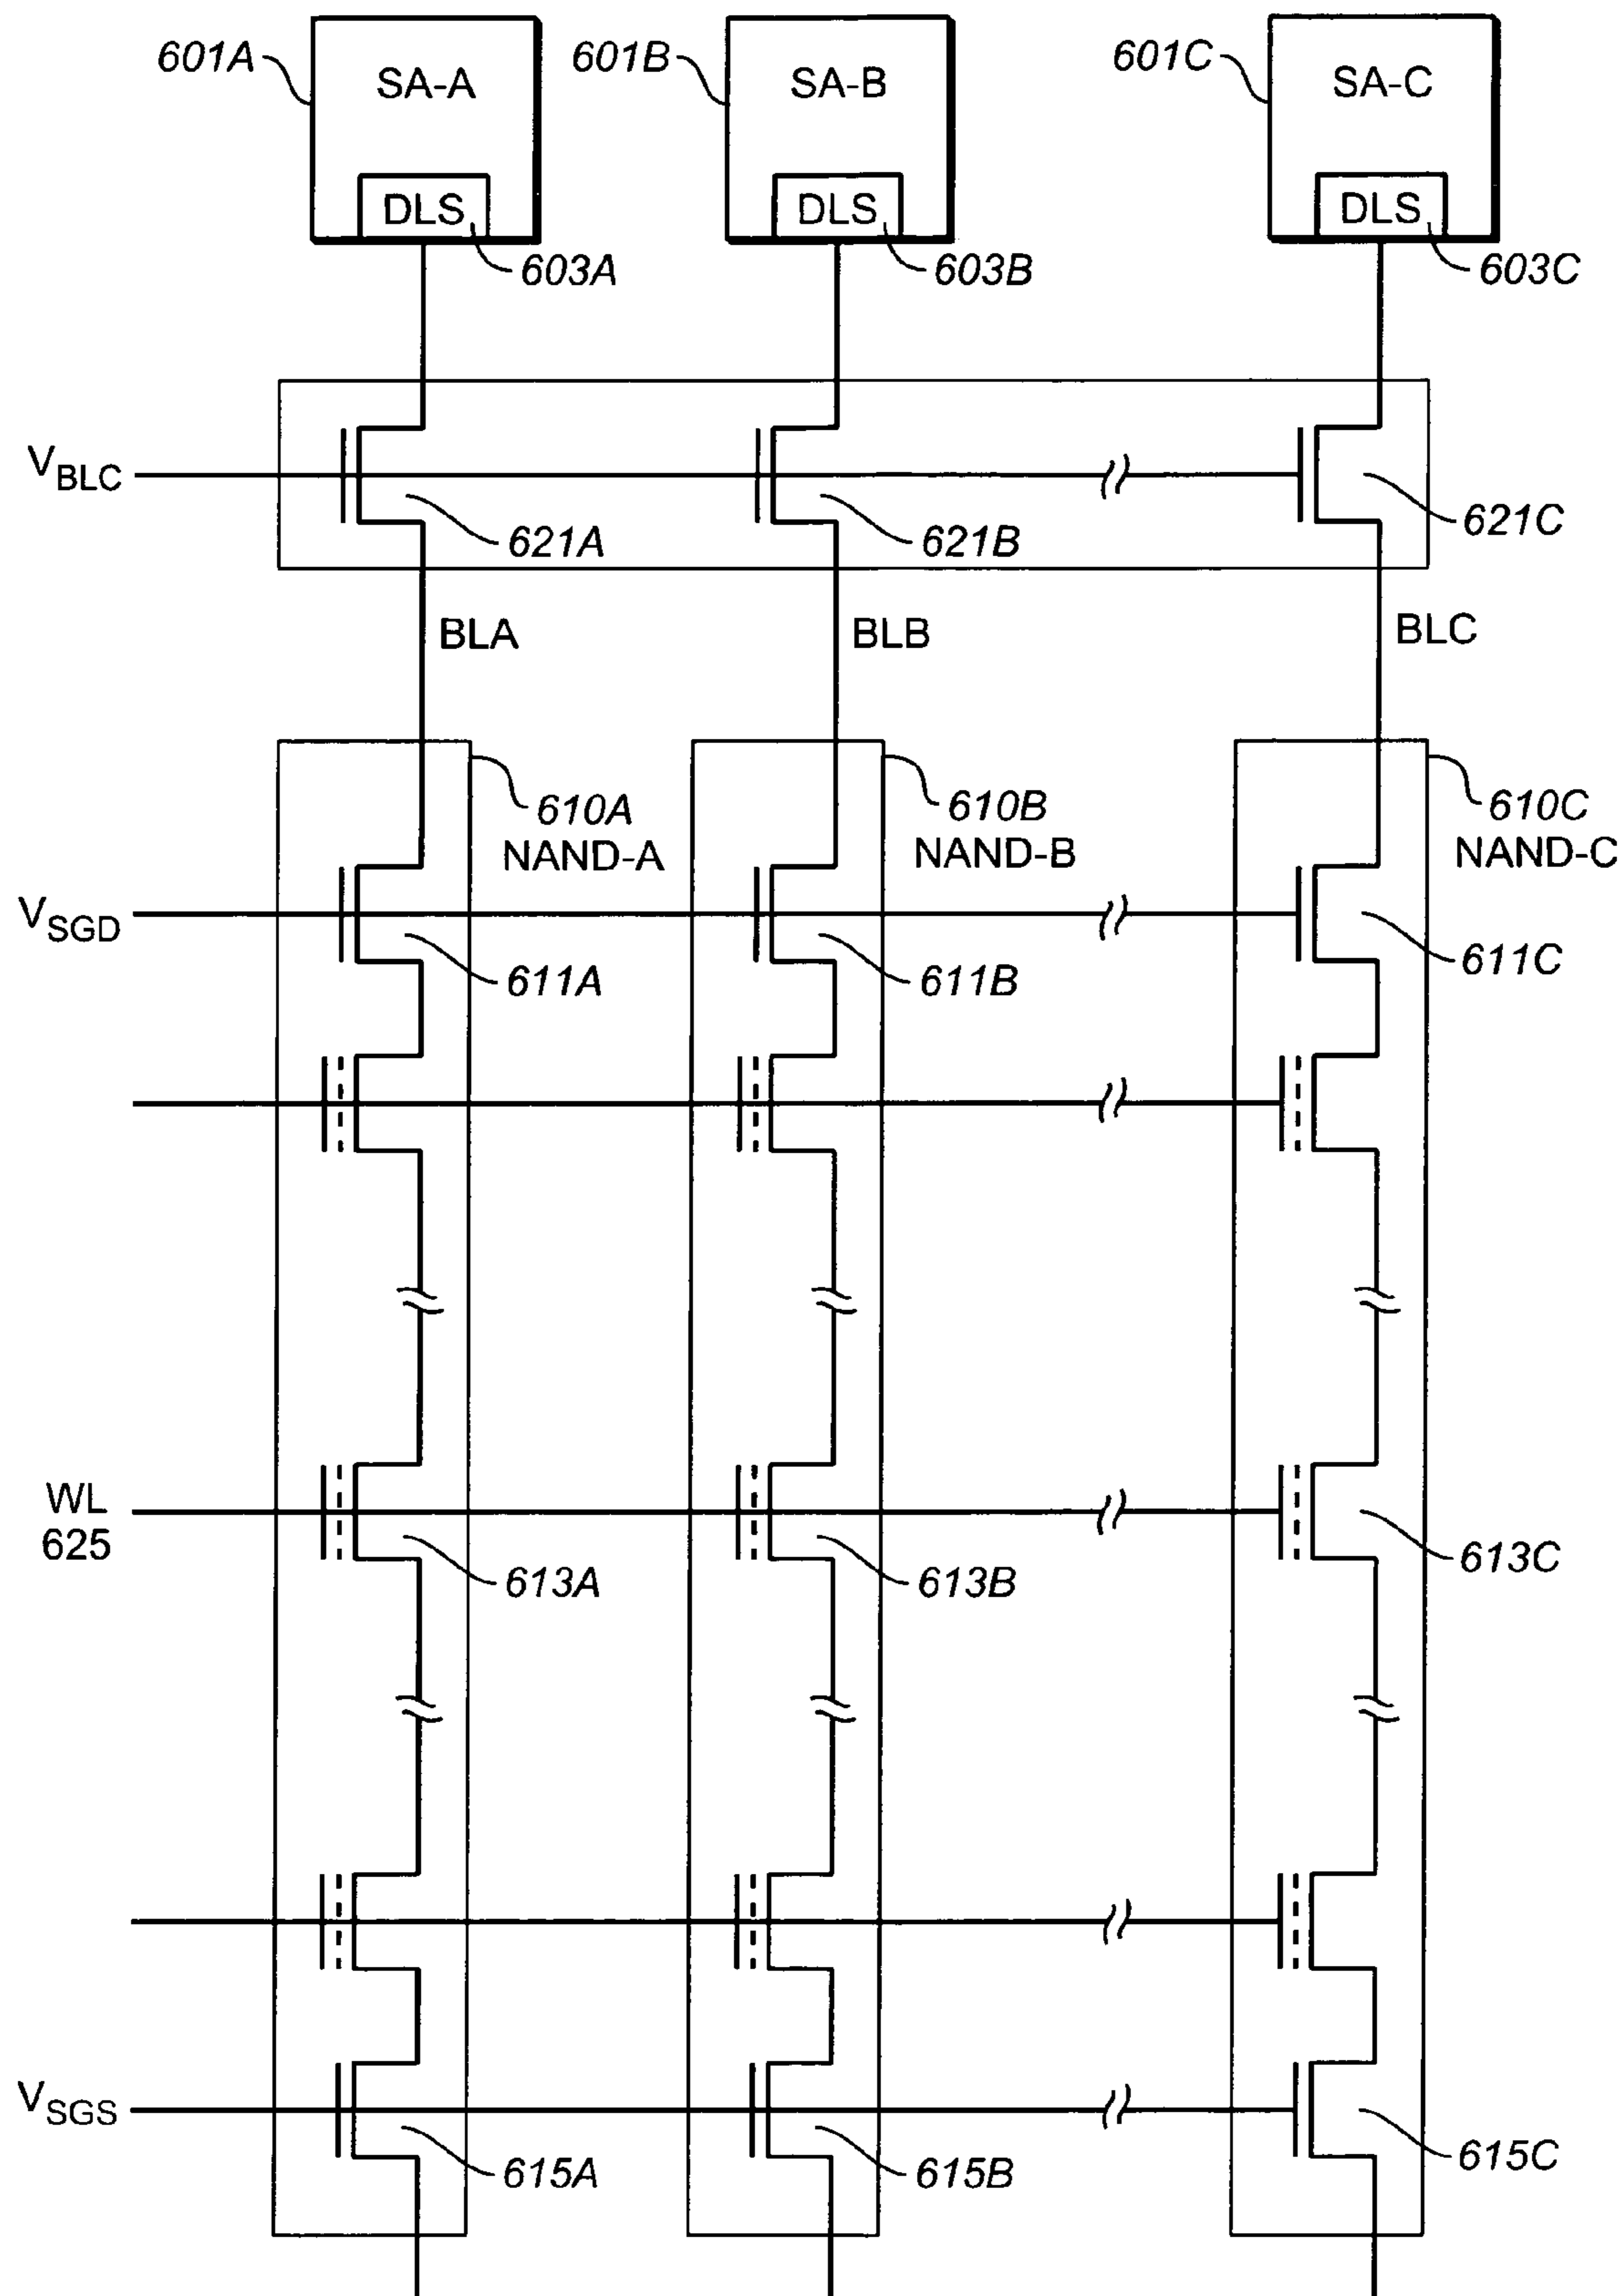 601A SA-A 601B SA-B 601C SA-C
DLS DLS DLS
603A 603B 603C
VBLC
621A 621B 621C
BLA BLB BLC
610A 610B 610C
NAND-A NAND-B NAND-C
VSGD
611A 611B 611C
WL
625
613A 613B 613C
VSGS
615A 615B 615C